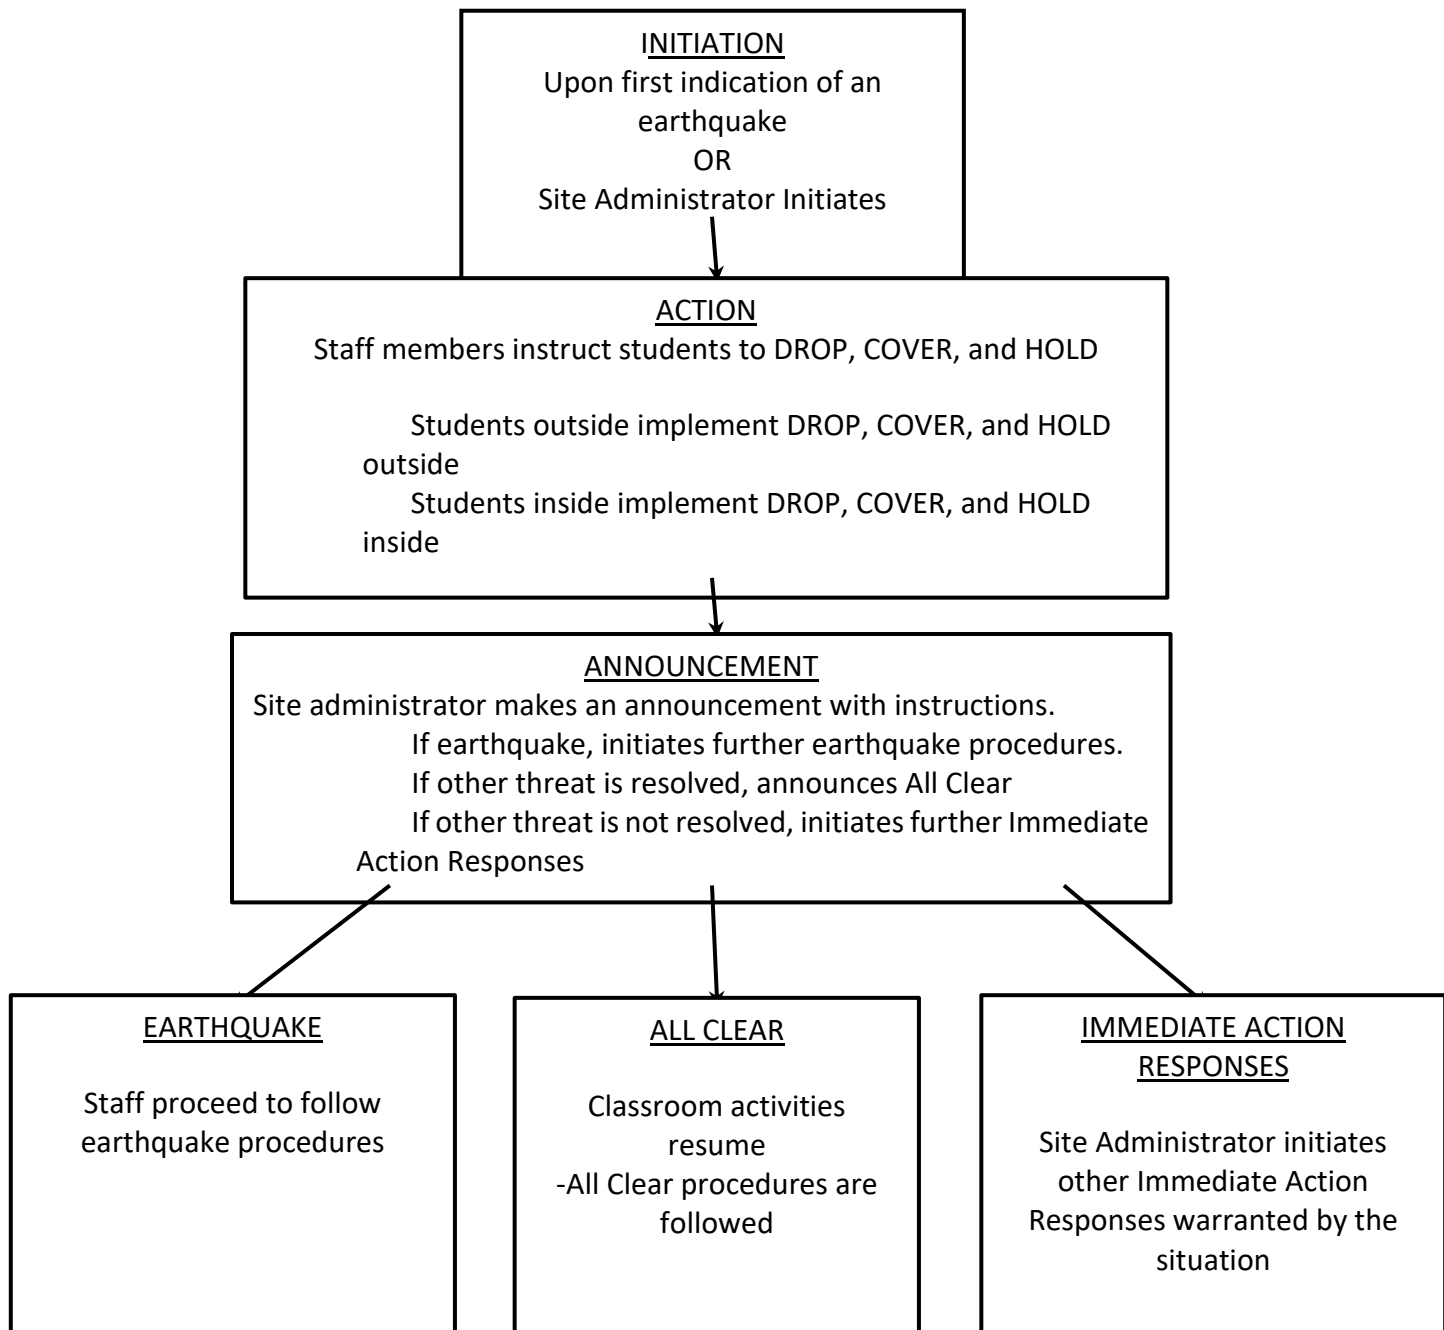 INITIATION
Upon first indication of an
earthquake
OR
Site Administrator Initiates
ACTION
Staff members instruct students to DROP, COVER, and HOLD
Students outside implement DROP, COVER, and HOLD
outside
Students inside implement DROP, COVER, and HOLD
inside
ANNOUNCEMENT
Site administrator makes an announcement with instructions.
If earthquake, initiates further earthquake procedures.
If other threat is resolved, announces All Clear
If other threat is not resolved, initiates further Immediate
Action Responses
EARTHQUAKE
Staff proceed to follow
earthquake procedures
ALL CLEAR
Classroom activities
resume
-All Clear procedures are
followed
IMMEDIATE ACTION
RESPONSES
Site Administrator initiates
other Immediate Action
Responses warranted by the
situation